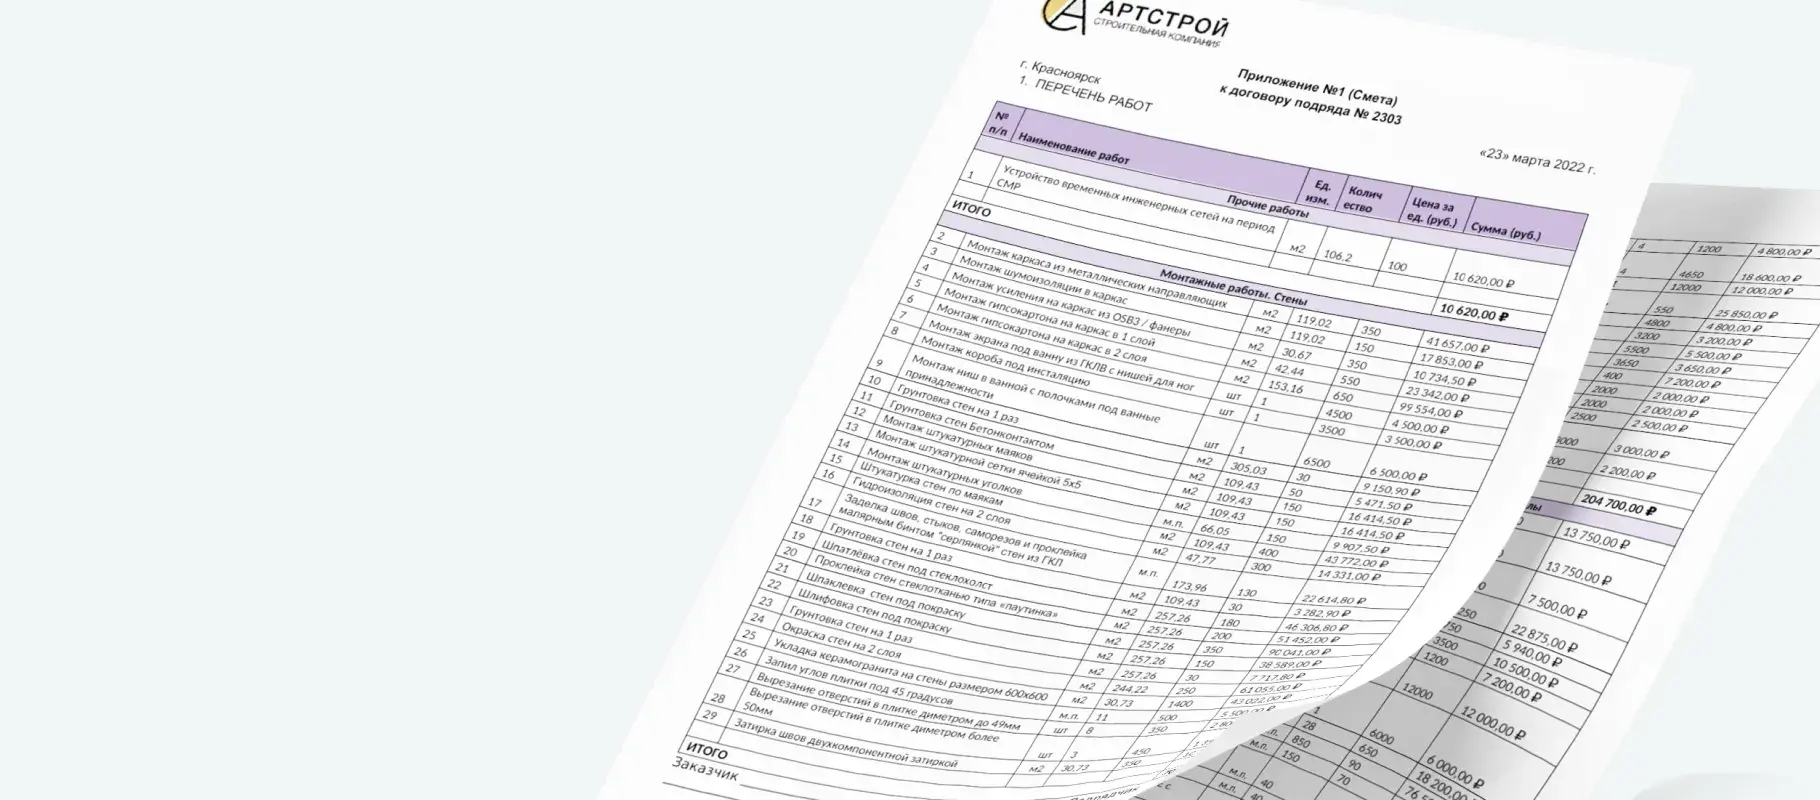 АРТСТРОЙ
СТРОИТЕЛЬНАЯ КОМПАНИЯ
г. Красноярск
Приложение №1 (Смета)
к договору подряда № 2303
1. ПЕРЕЧЕНЬ РАБОТ
«23» марта 2022 г.
№ п/п Наименование работ Ед. изм. Колич ество Цена за ед. (руб.) Сумма (руб.)
Прочие работы
1 Устройство временных инженерных сетей на период СМР м2 106,2 100 10 620,00 ₽
ИТОГО 10 620,00 ₽
Монтажные работы. Стены
2 Монтаж каркаса из металлических направляющих м2 119,02 350 41 657,00 ₽
3 Монтаж шумоизоляции в каркас м2 119,02 150 17 853,00 ₽
4 Монтаж усиления на каркас из OSB3 / фанеры м2 30,67 350 10 734,50 ₽
5 Монтаж гипсокартона на каркас в 1 слой м2 42,44 550 23 342,00 ₽
6 Монтаж гипсокартона на каркас в 2 слоя м2 153,16 650 99 554,00 ₽
7 Монтаж экрана под ванну из ГКЛВ с нишей для ног шт 1 4500 4 500,00 ₽
8 Монтаж короба под инсталяцию шт 1 3500 3 500,00 ₽
9 Монтаж ниш в ванной с полочками под ванные принадлежности шт 1 6500 6 500,00 ₽
10 Грунтовка стен на 1 раз м2 305,03 30 9 150,90 ₽
11 Грунтовка стен Бетонконтактом м2 109,43 50 5 471,50 ₽
12 Монтаж штукатурных маяков м2 109,43 150 16 414,50 ₽
13 Монтаж штукатурной сетки ячейкой 5х5 м2 109,43 150 16 414,50 ₽
14 Монтаж штукатурных уголков м.п. 66,05 150 9 907,50 ₽
15 Штукатурка стен по маякам м2 109,43 400 43 772,00 ₽
16 Гидроизоляция стен на 2 слоя м2 47,77 300 14 331,00 ₽
17 Заделка швов, стыков, саморезов и проклейка малярным бинтом "серпянкой" стен из ГКЛ м.п. 173,96 130 22 614,80 ₽
18 Грунтовка стен на 1 раз м2 109,43 30 3 282,90 ₽
19 Шпатлёвка стен под стеклохолст м2 257,26 180 46 306,80 ₽
20 Проклейка стен стеклотканью типа «паутинка» м2 257,26 200 51 452,00 ₽
21 Шпаклевка стен под покраску м2 257,26 350 90 041,00 ₽
22 Шлифовка стен под покраску м2 257,26 150 38 589,00 ₽
23 Грунтовка стен на 1 раз м2 257,26 30 7 717,80 ₽
24 Окраска стен на 2 слоя м2 244,22 250 61 055,00 ₽
25 Укладка керамогранита на стены размером 600х600 м2 30,73 1400 43 022,00 ₽
26 Запил углов плитки под 45 градусов м.п. 11 500 5 500,00 ₽
27 Вырезание отверстий в плитке диметром до 49мм шт 8 350
28 Вырезание отверстий в плитке диметром более 50мм шт 3 450
29 Затирка швов двухкомпонентной затиркой м2 30,73 350
ИТОГО
Заказчик
4 1200 4 800,00 ₽
4 4650 18 600,00 ₽
12000 12 000,00 ₽
550 25 850,00 ₽
4800 4 800,00 ₽
3200 3 200,00 ₽
5500 5 500,00 ₽
3650 3 650,00 ₽
400 7 200,00 ₽
2000 2 000,00 ₽
2000 2 000,00 ₽
2500 2 500,00 ₽
3 000,00 ₽
2 200,00 ₽
204 700,00 ₽
13 750,00 ₽
13 750,00 ₽
7 500,00 ₽
22 875,00 ₽
5 940,00 ₽
3500 10 500,00 ₽
1200 7 200,00 ₽
12000 12 000,00 ₽
1 6000 6 000,00 ₽
28 650 18 200,00 ₽
м.п. 850 90
150 70
м.п. 40
м.п. 40